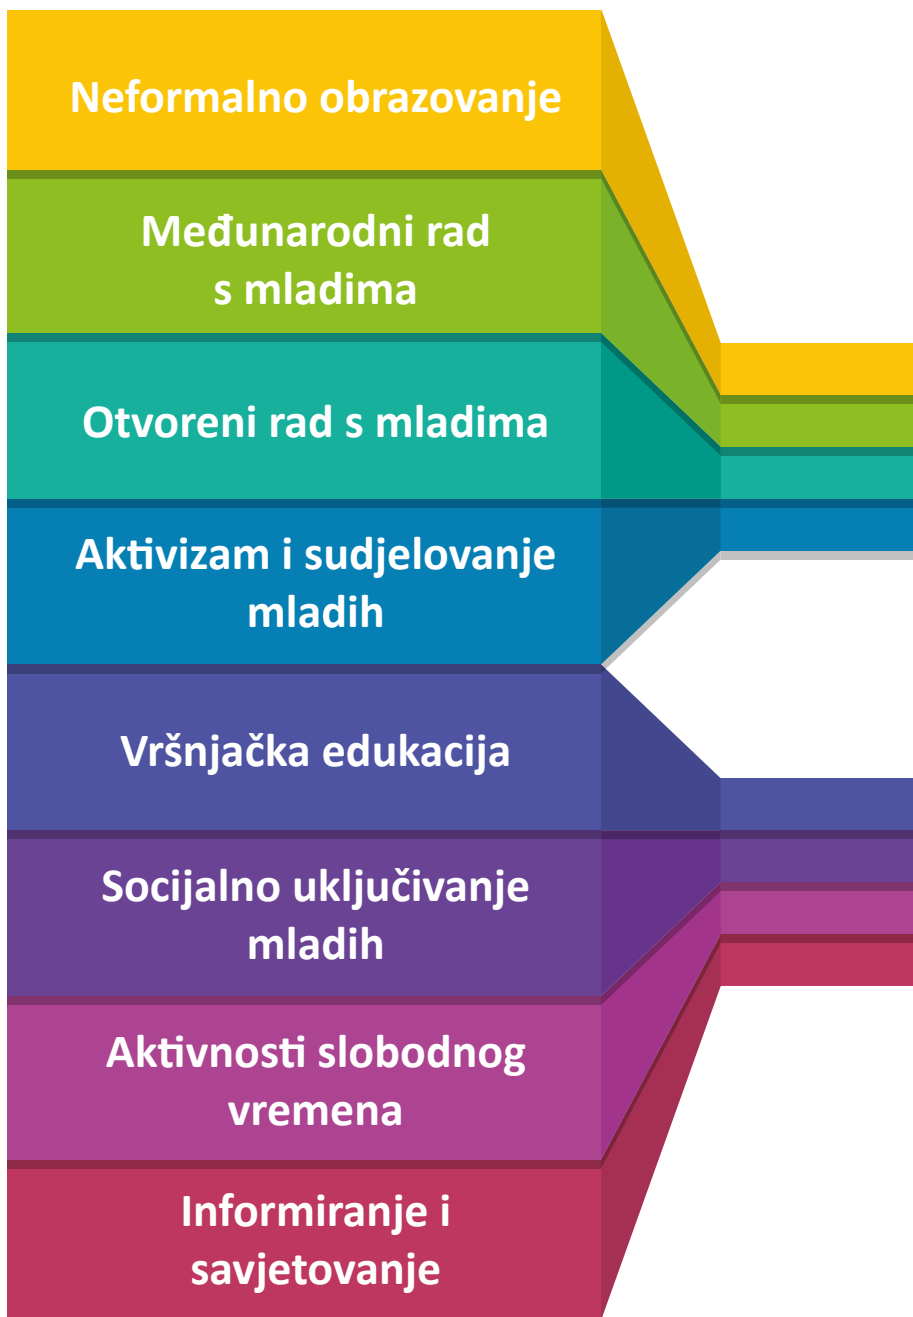 Neformalno obrazovanje
Međunarodni rad
s mladima
Otvoreni rad s mladima
Aktivizam i sudjelovanje
mladih
Vršnjačka edukacija
Socijalno uključivanje
mladih
Aktivnosti slobodnog
vremena
Informiranje i
savjetovanje